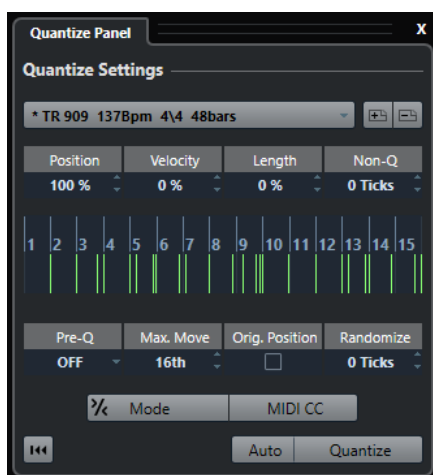 Quantize Panel X
Quantize Settings
* TR 909 137Bpm 4\4 48bars
Position Velocity Length Non-Q
100 % 0 % 0 % 0 Ticks
1 2 3 4 5 6 7 8 9 10 11 12 13 14 15
Pre-Q Max. Move Orig. Position Randomize
OFF 16th 0 Ticks
Mode MIDI CC
Auto Quantize